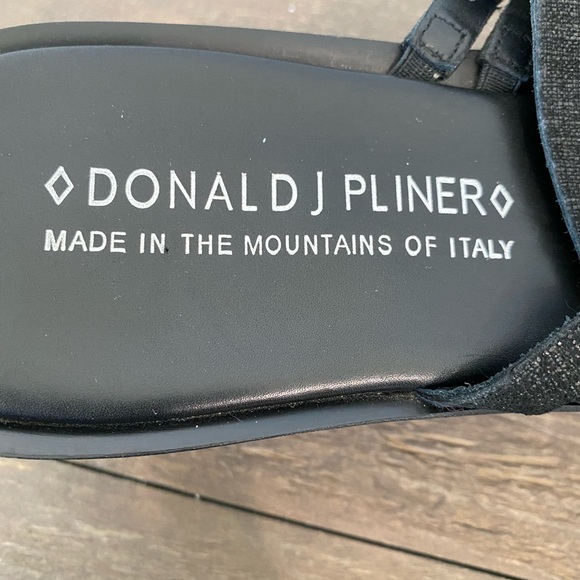 ◊DONALD J PLINER◊
MADE IN THE MOUNTAINS OF ITALY